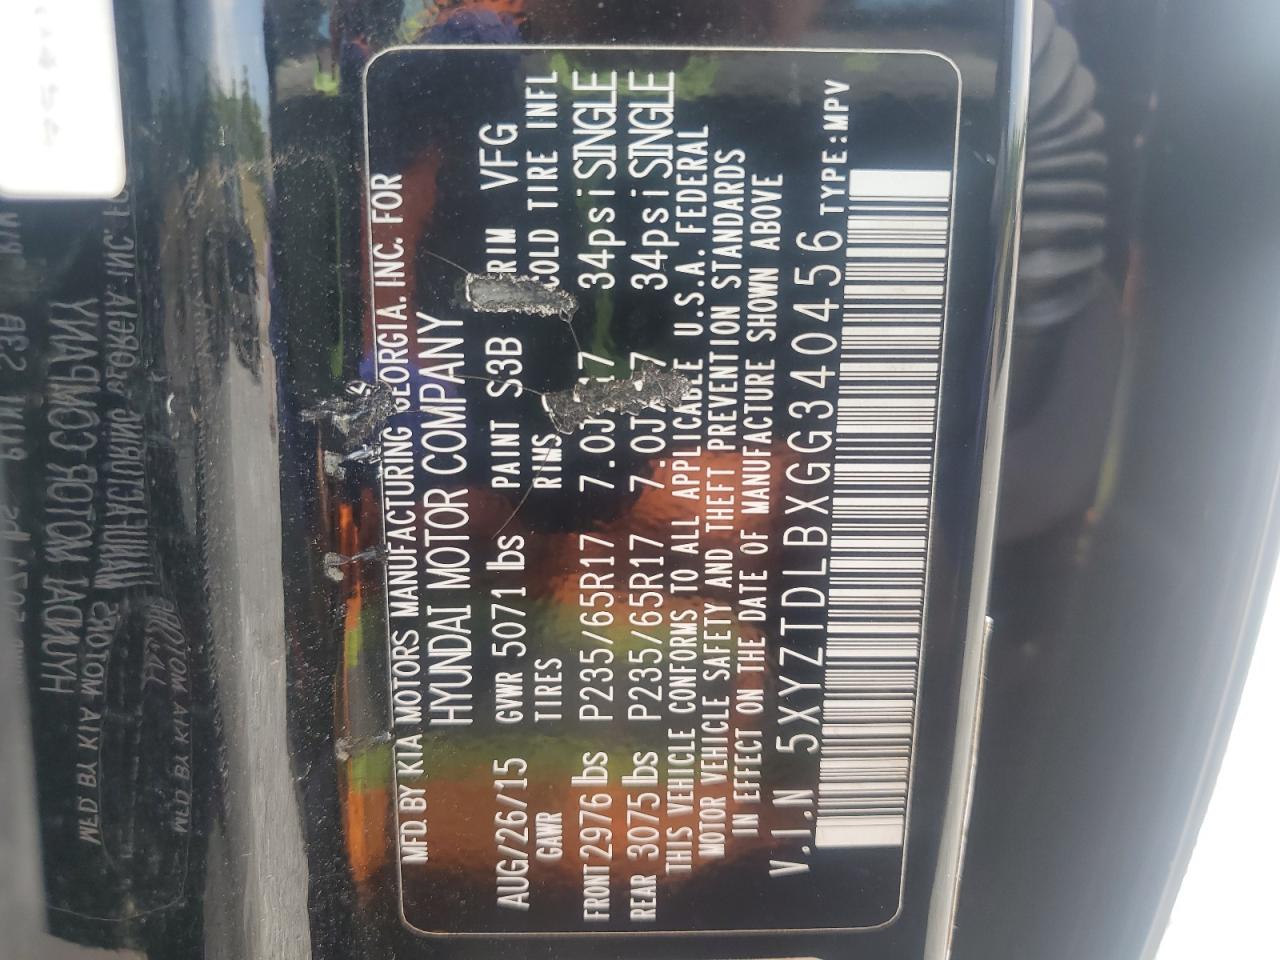 MFD. BY KIA MOTORS MANUFACTURING GEORGIA. INC. FOR
HYUNDAI MOTOR COMPANY
AUG/26/15 GVWR 5071 lbs PAINT S3B RIM VFG
GAWR TIRES RIMS COLD TIRE INFL
FRONT 2976 lbs P235/65R17 7.0J 17 34psi SINGLE
REAR 3075 lbs P235/65R17 7.0JX 7 34psi SINGLE
THIS VEHICLE CONFORMS TO ALL APPLICABLE U.S.A. FEDERAL
MOTOR VEHICLE SAFETY AND THEFT PREVENTION STANDARDS
IN EFFECT ON THE DATE OF MANUFACTURE SHOWN ABOVE
V.I.N 5XYZTDLBXGG340456 TYPE:MPV